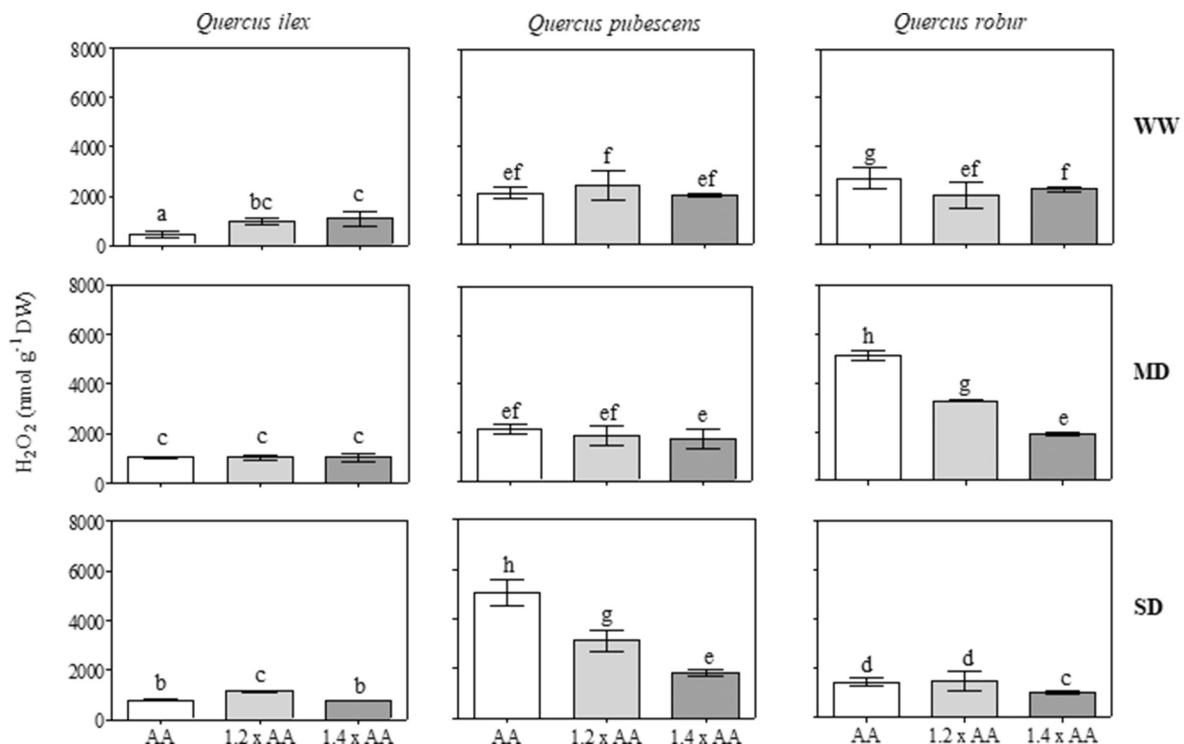 Quercus ilex Quercus pubescens Quercus robur
8000
6000
4000
2000
0
a bc c
ef f ef
g ef f
WW
H₂O₂ (nmol g⁻¹ DW)
8000
6000
4000
2000
0
c c c
ef ef e
h g e
MD
8000
6000
4000
2000
0
b c b
h g e
d d c
SD
AA 1.2 x AA 1.4 x AA AA 1.2 x AA 1.4 x AA AA 1.2 x AA 1.4 x AA